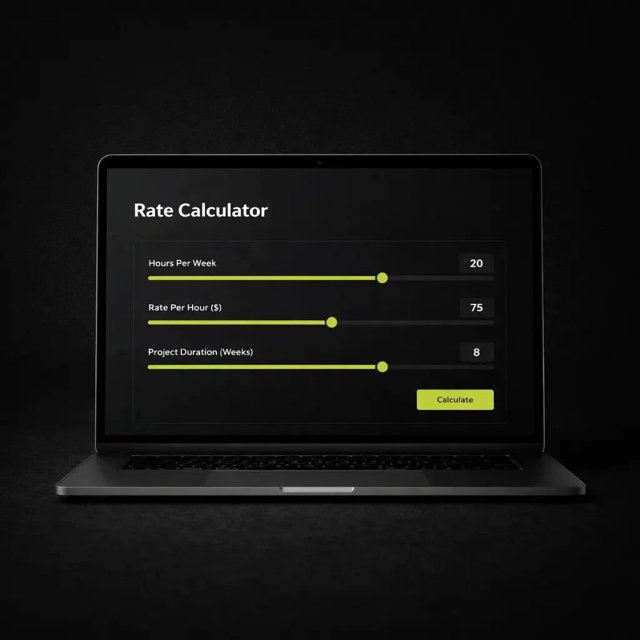 Rate Calculator
Hours Per Week 20
Rate Per Hour ($) 75
Project Duration (Weeks) 8
Calculate